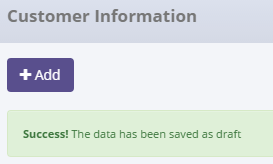 Customer Information
Add
Success! The data has been saved as draft